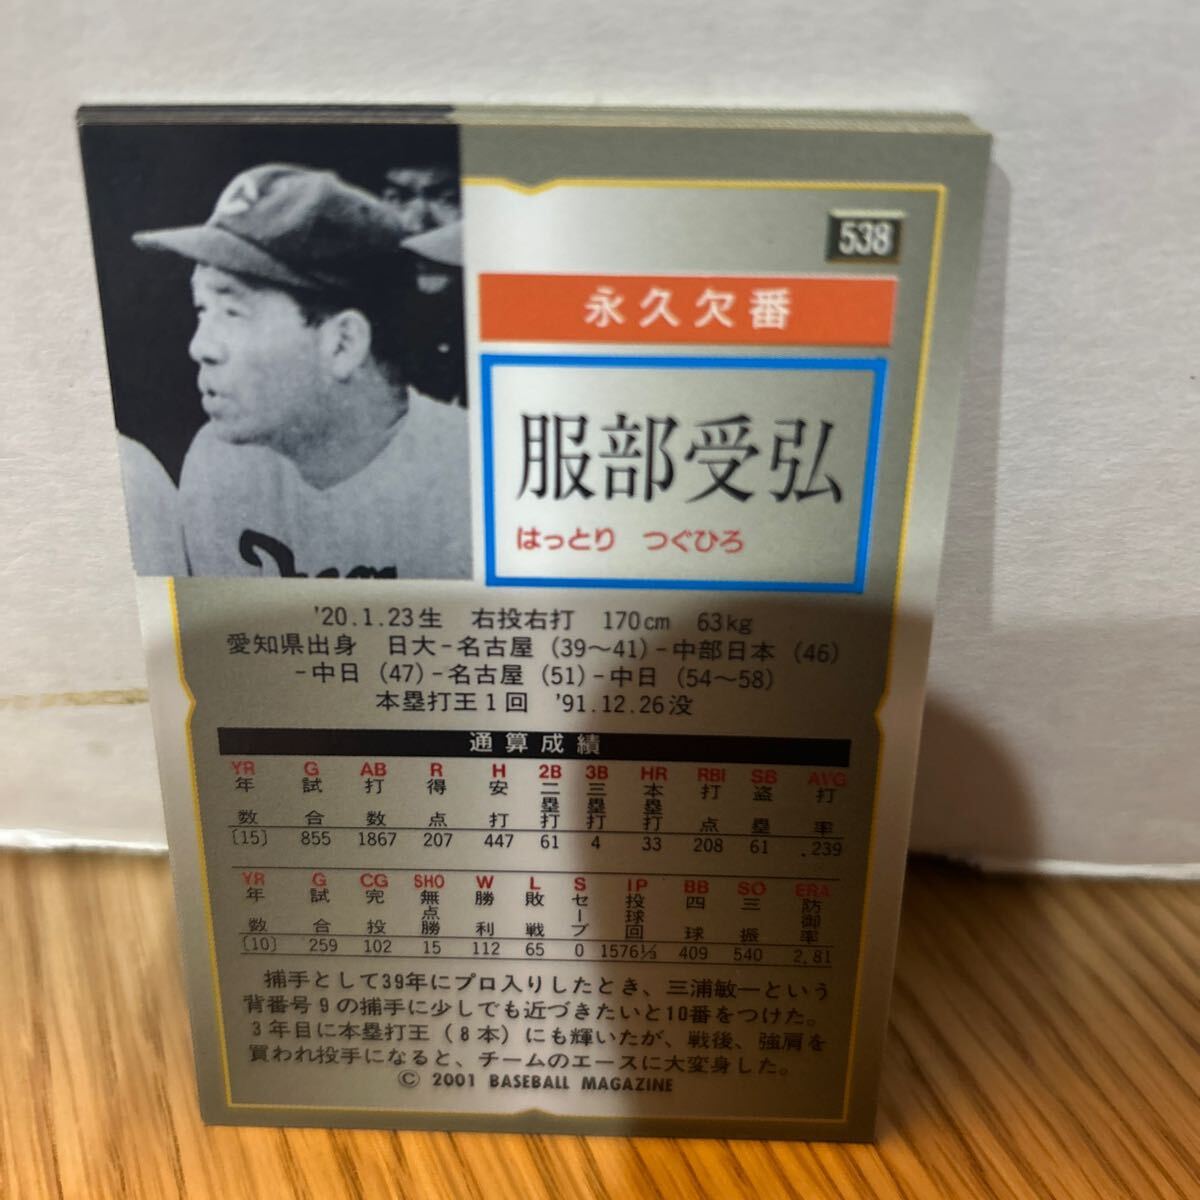 538
永久欠番
服部受弘
はっとり つぐひろ
'20.1.23生 右投右打 170cm 63kg
愛知県出身 日大-名古屋(39～41)-中部日本(46)
-中日(47)-名古屋(51)-中日(54～58)
本塁打王1回 '91.12.26没
通算成績
YR G AB R H 2B 3B HR RBI SB AVG
年数 試合 打数 得点 安打 二塁打 三塁打 本塁打 打点 盗塁 打率
〔15〕 855 1867 207 447 61 4 33 208 61 .239
YR G CG SHO W L S IP BB SO ERA
年数 試合 完投 無点勝 勝利 敗戦 セーブ 投球回 四球 三振 防御率
〔10〕 259 102 15 112 65 0 1576⅓ 409 540 2.81
捕手として39年にプロ入りしたとき、三浦敏一という
背番号9の捕手に少しでも近づきたいと10番をつけた。
3年目に本塁打王(8本)にも輝いたが、戦後、強肩を
買われ投手になると、チームのエースに大変身した。
© 2001 BASEBALL MAGAZINE